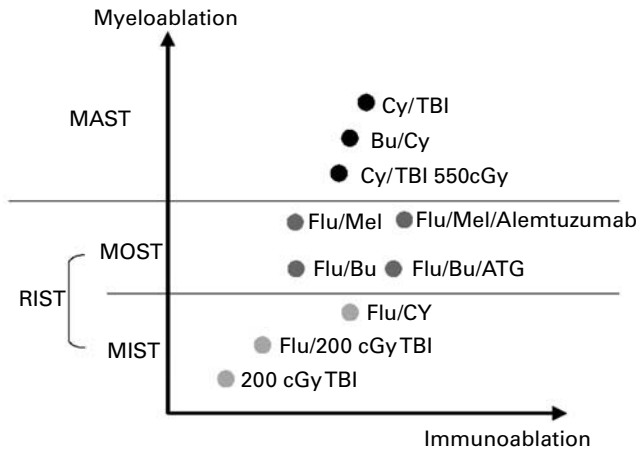 Myeloablation
MAST
Cy/TBI
Bu/Cy
Cy/TBI 550cGy
RIST
MOST
Flu/Mel
Flu/Mel/Alemtuzumab
Flu/Bu
Flu/Bu/ATG
MIST
Flu/CY
Flu/200 cGy TBI
200 cGy TBI
Immunoablation